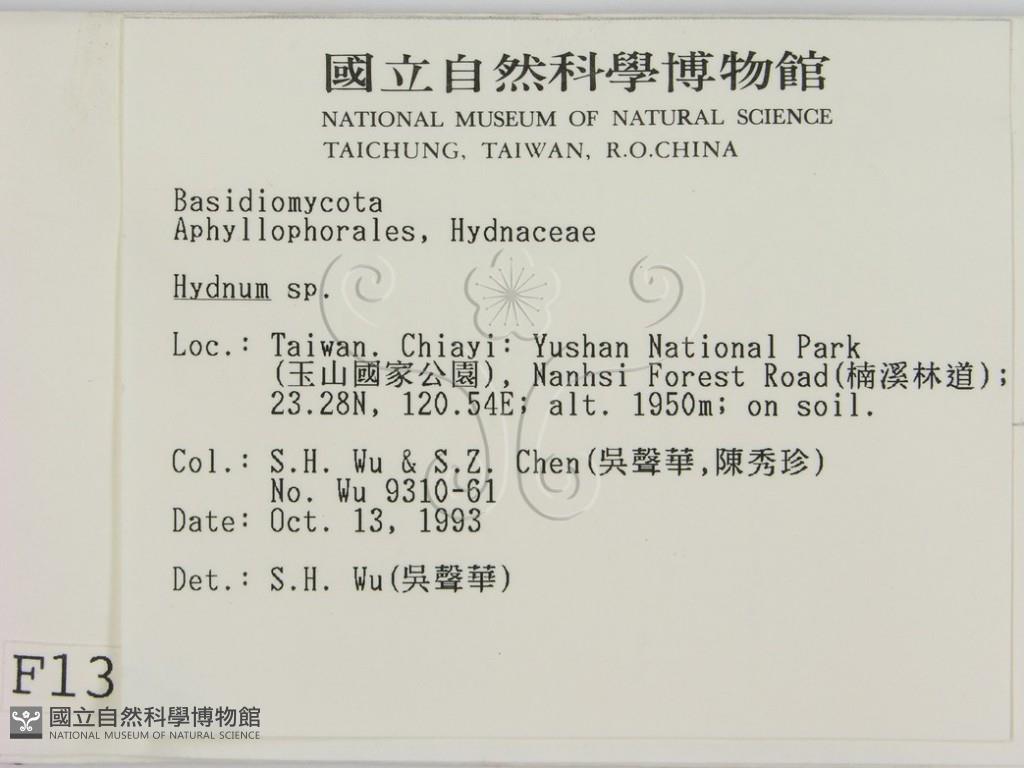 國立自然科學博物館
NATIONAL MUSEUM OF NATURAL SCIENCE
TAICHUNG, TAIWAN, R.O.CHINA
Basidiomycota
Aphyllophorales, Hydnaceae
Hydnum sp.
Loc.: Taiwan. Chiayi: Yushan National Park
(玉山國家公園), Nanhsi Forest Road(楠溪林道);
23.28N, 120.54E; alt. 1950m; on soil.
Col.: S.H. Wu & S.Z. Chen(吳聲華,陳秀珍)
No. Wu 9310-61
Date: Oct. 13, 1993
Det.: S.H. Wu(吳聲華)
F13
國立自然科學博物館
NATIONAL MUSEUM OF NATURAL SCIENCE